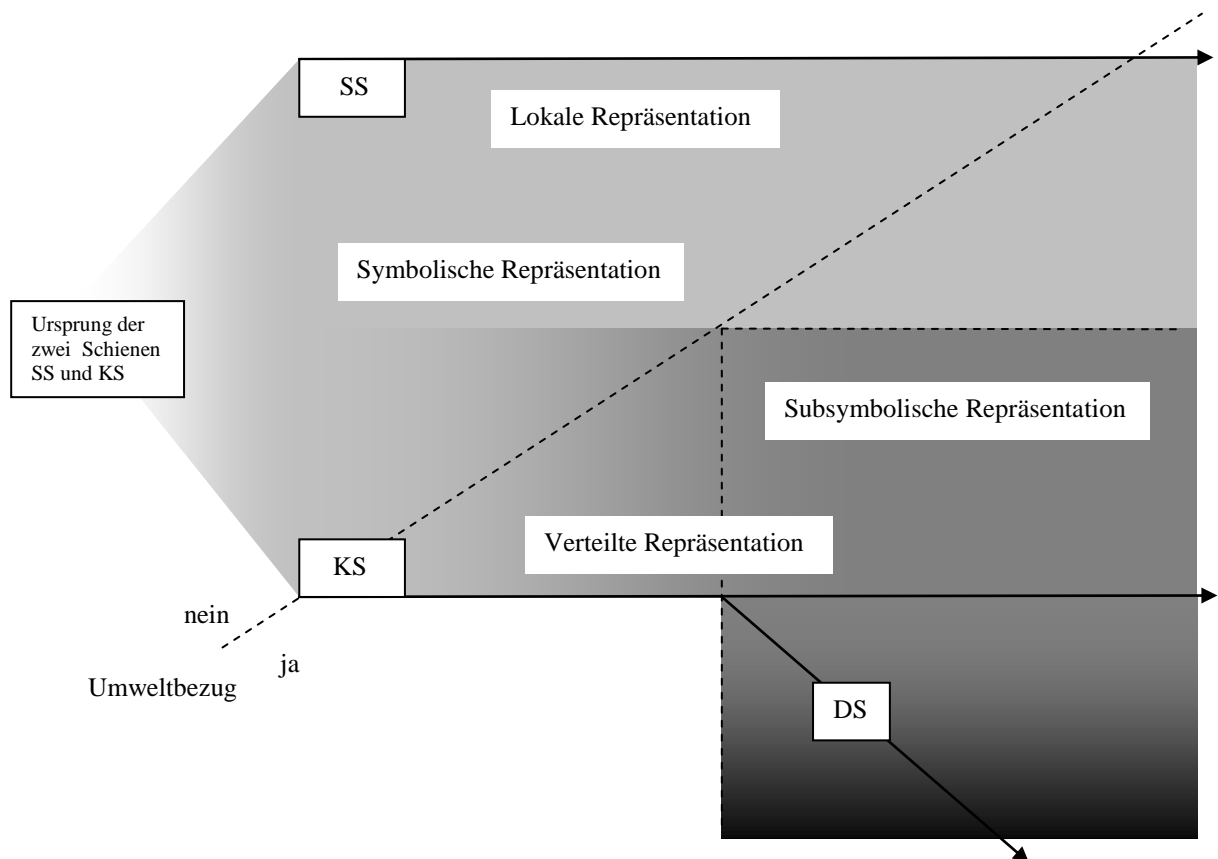 SS
Lokale Repräsentation
Symbolische Repräsentation
Ursprung der
zwei Schienen
SS und KS
Subsymbolische Repräsentation
Verteilte Repräsentation
KS
nein
ja
Umweltbezug
DS